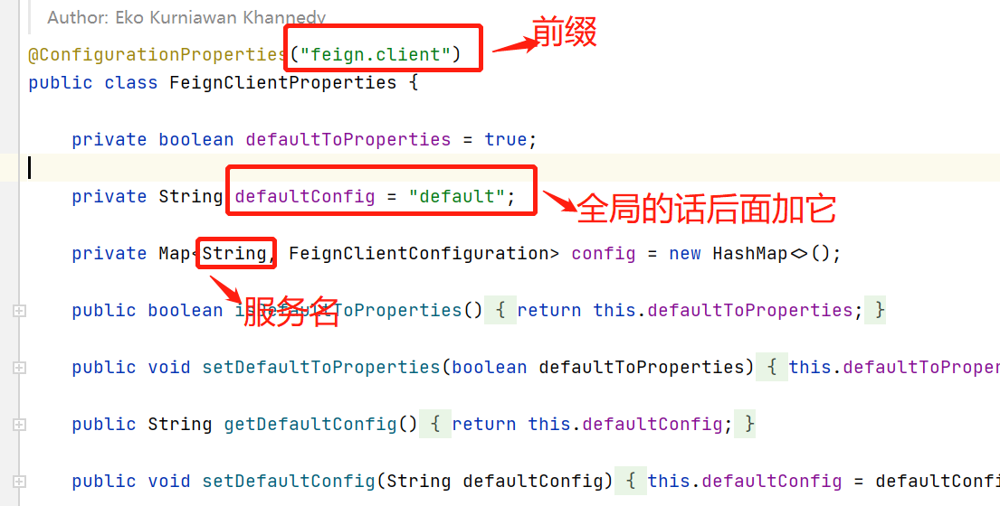 Author: Eko Kurniawan Khannedy
@ConfigurationProperties("feign.client")
前缀
public class FeignClientProperties {
private boolean defaultToProperties = true;
private String defaultConfig = "default";
全局的话后面加它
private Map<String, FeignClientConfiguration> config = new HashMap<>();
服务名
public boolean isDefaultToProperties() { return this.defaultToProperties; }
public void setDefaultToProperties(boolean defaultToProperties) { this.defaultToProper
public String getDefaultConfig() { return this.defaultConfig; }
public void setDefaultConfig(String defaultConfig) { this.defaultConfig = defaultConfi